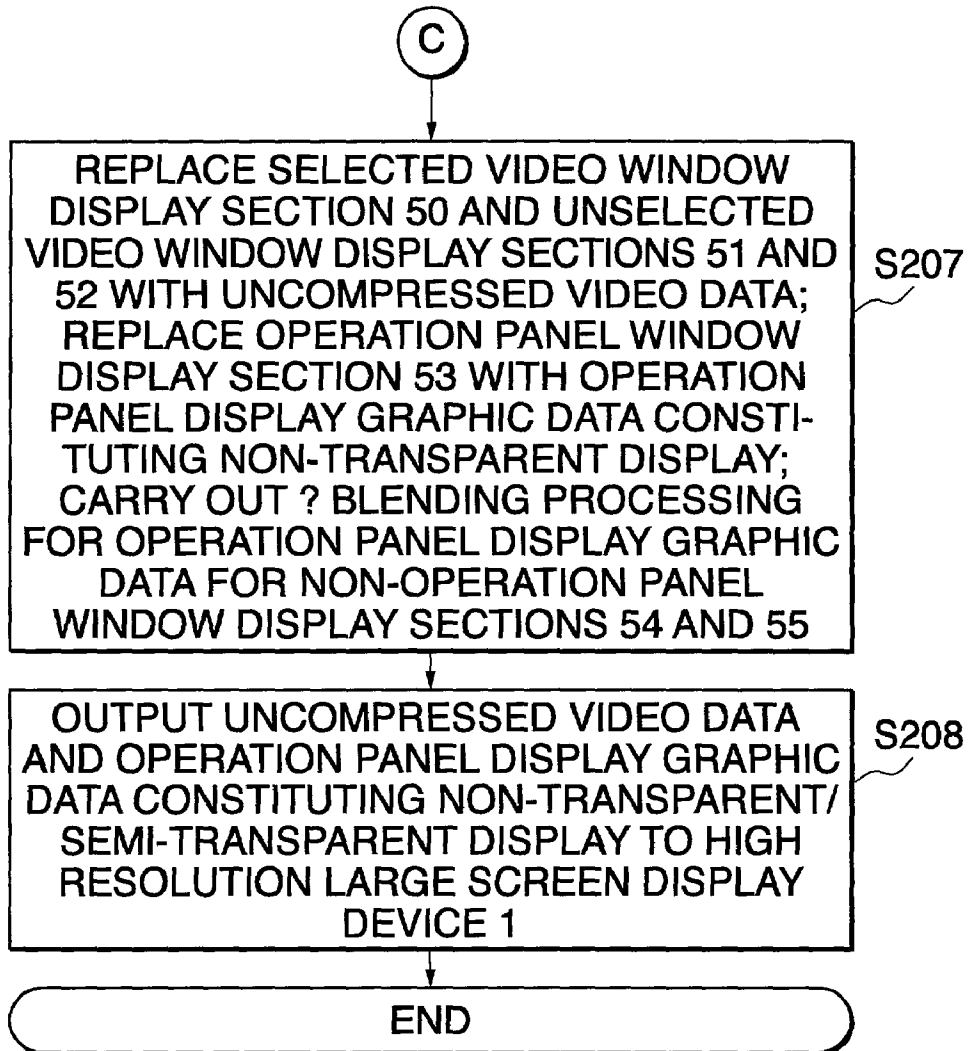 C
REPLACE SELECTED VIDEO WINDOW
DISPLAY SECTION 50 AND UNSELECTED
VIDEO WINDOW DISPLAY SECTIONS 51 AND
52 WITH UNCOMPRESSED VIDEO DATA;
REPLACE OPERATION PANEL WINDOW
DISPLAY SECTION 53 WITH OPERATION
PANEL DISPLAY GRAPHIC DATA CONSTI-
TUTING NON-TRANSPARENT DISPLAY;
CARRY OUT ? BLENDING PROCESSING
FOR OPERATION PANEL DISPLAY GRAPHIC
DATA FOR NON-OPERATION PANEL
WINDOW DISPLAY SECTIONS 54 AND 55
S207
OUTPUT UNCOMPRESSED VIDEO DATA
AND OPERATION PANEL DISPLAY GRAPHIC
DATA CONSTITUTING NON-TRANSPARENT/
SEMI-TRANSPARENT DISPLAY TO HIGH
RESOLUTION LARGE SCREEN DISPLAY
DEVICE 1
S208
END